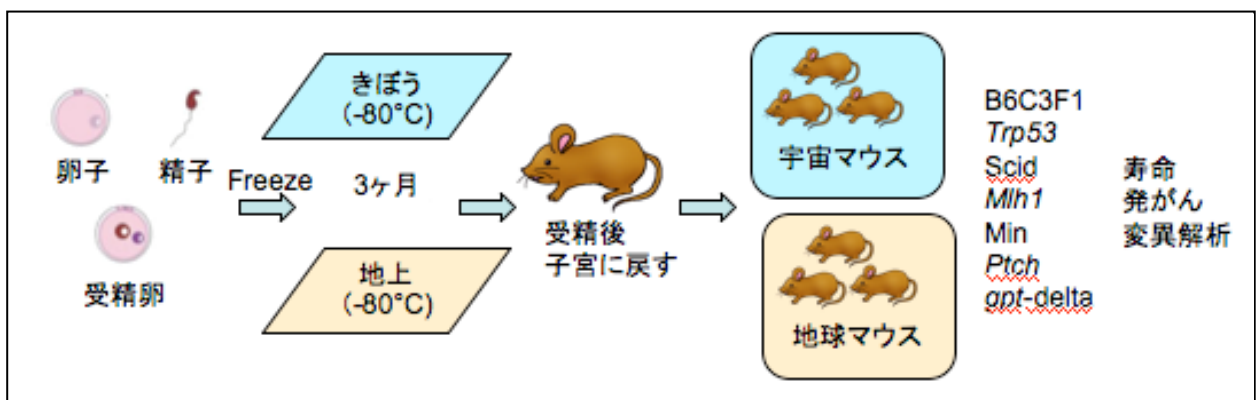 卵子
精子
受精卵
Freeze
きぼう
(-80°C)
3ヶ月
地上
(-80°C)
受精後
子宮に戻す
宇宙マウス
地球マウス
B6C3F1
Trp53
Scid
Mlh1
Min
Ptch
gpt-delta
寿命
発がん
変異解析